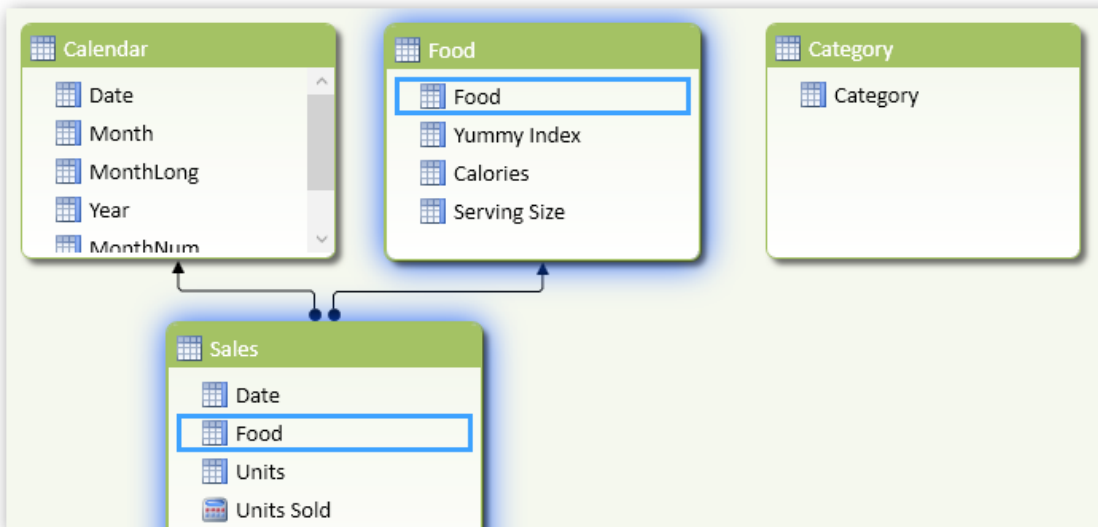 Calendar
Date
Month
MonthLong
Year
MonthNum
Food
Food
Yummy Index
Calories
Serving Size
Category
Category
Sales
Date
Food
Units
Units Sold